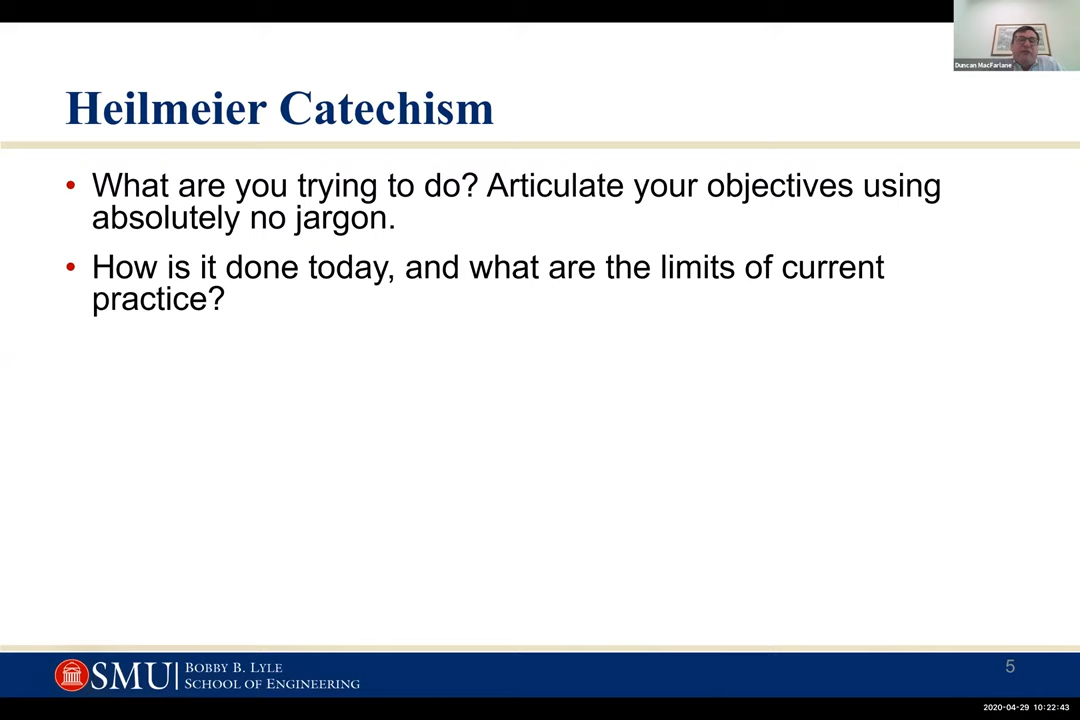 Duncan MacFarlane
Heilmeier Catechism
• What are you trying to do? Articulate your objectives using
absolutely no jargon.
• How is it done today, and what are the limits of current
practice?
SMU
BOBBY B. LYLE
SCHOOL OF ENGINEERING
5
2020-04-29 10:22:43